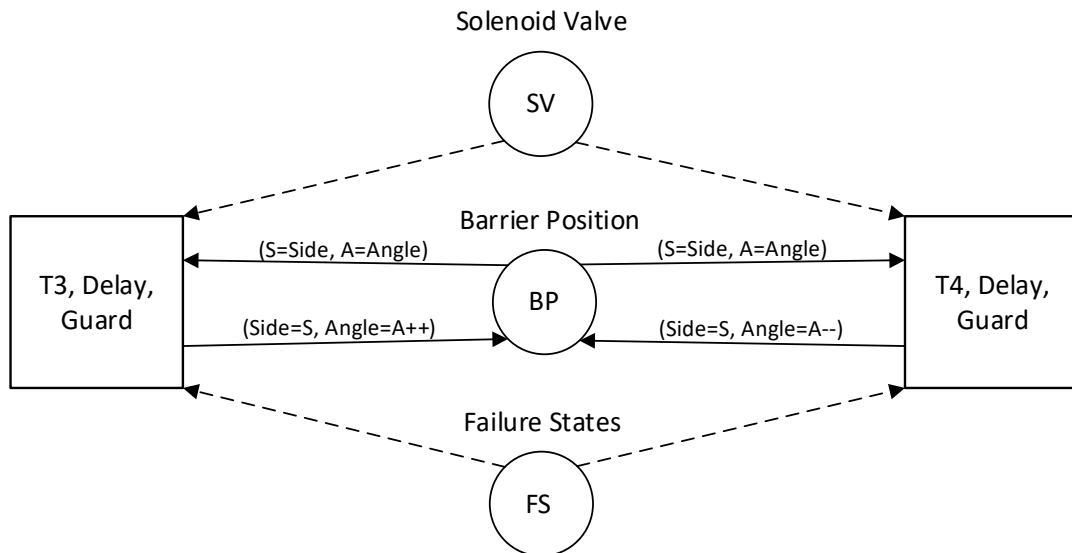 Solenoid Valve
SV
Barrier Position
(S=Side, A=Angle)
(S=Side, A=Angle)
T3, Delay,
Guard
BP
T4, Delay,
Guard
(Side=S, Angle=A++)
(Side=S, Angle=A--)
Failure States
FS